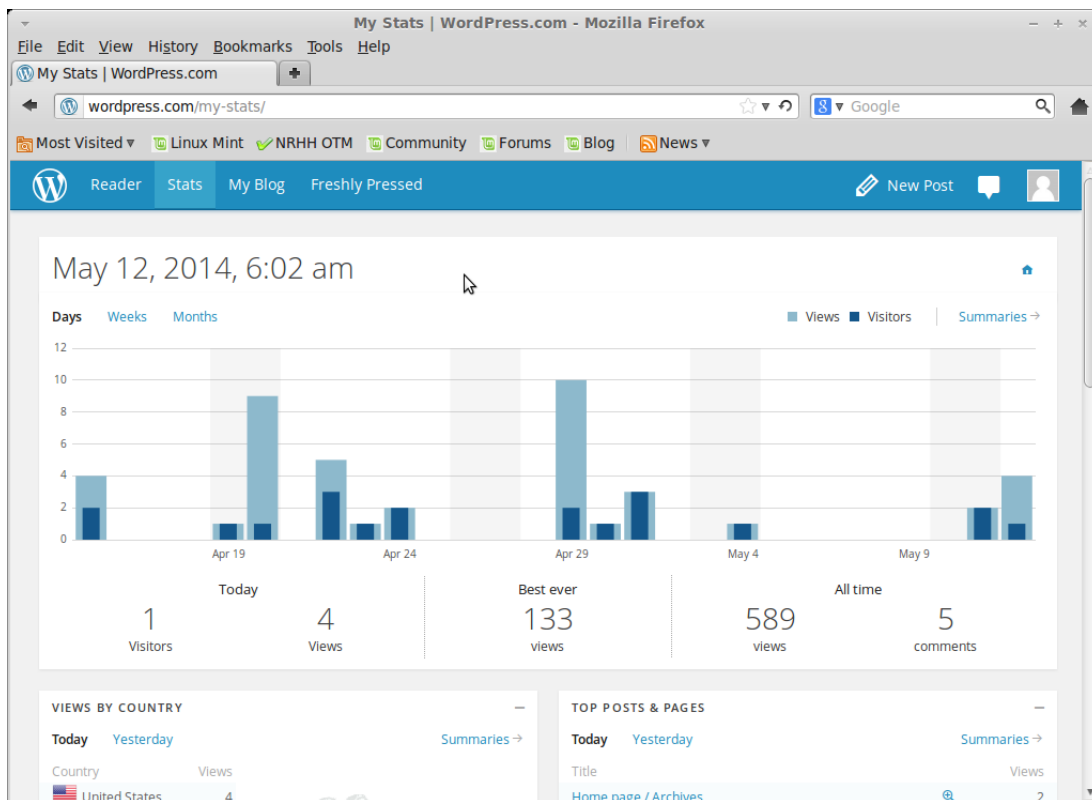 My Stats | WordPress.com - Mozilla Firefox
File Edit View History Bookmarks Tools Help
My Stats | WordPress.com
wordpress.com/my-stats/ Google
Most Visited Linux Mint NRHH OTM Community Forums Blog News
Reader Stats My Blog Freshly Pressed New Post
May 12, 2014, 6:02 am
Days Weeks Months Views Visitors Summaries →
12
10
8
6
4
2
0
Apr 19 Apr 24 Apr 29 May 4 May 9
Today Best ever All time
1 4 133 589 5
Visitors Views views views comments
VIEWS BY COUNTRY TOP POSTS & PAGES
Today Yesterday Summaries → Today Yesterday Summaries →
Country Views Title Views
United States 4 Home page / Archives 2